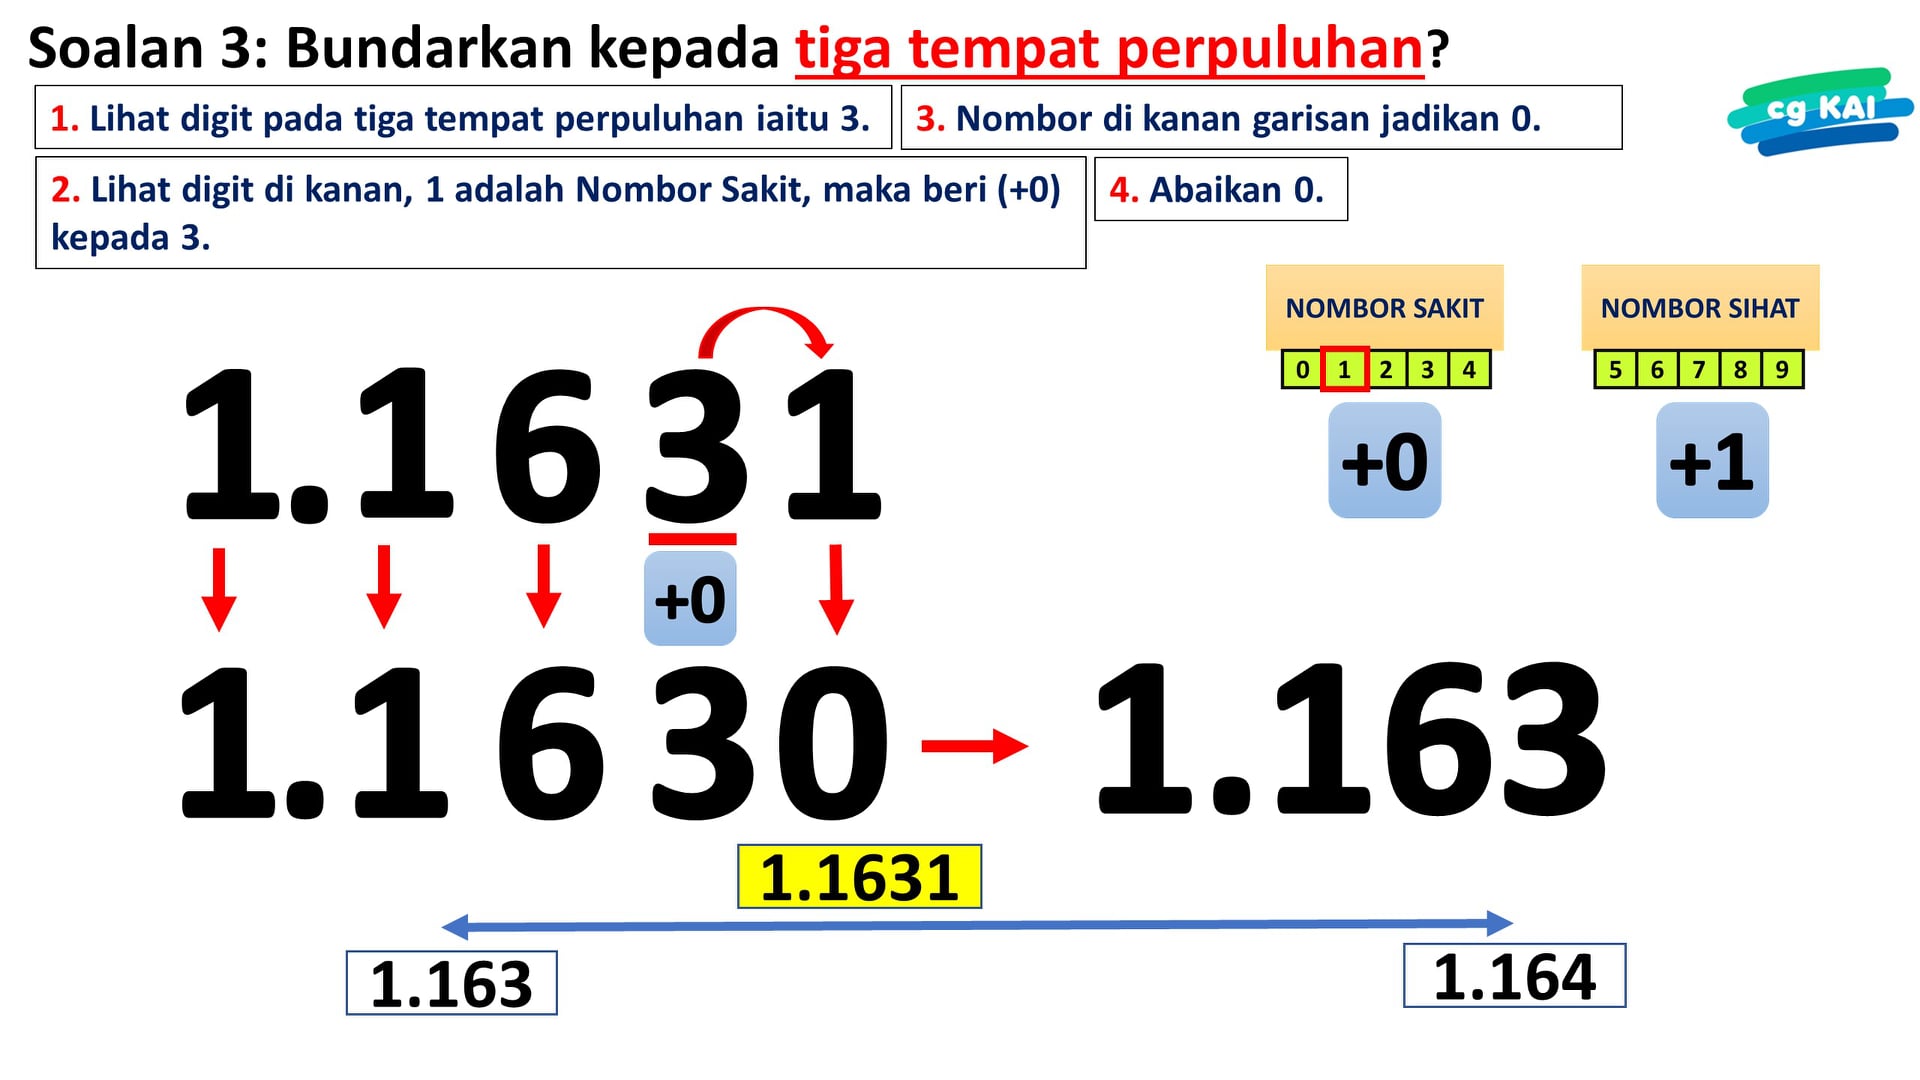 Soalan 3: Bundarkan kepada tiga tempat perpuluhan?
cg KAI
1. Lihat digit pada tiga tempat perpuluhan iaitu 3.
3. Nombor di kanan garisan jadikan 0.
2. Lihat digit di kanan, 1 adalah Nombor Sakit, maka beri (+0)
kepada 3.
4. Abaikan 0.
NOMBOR SAKIT
0 1 2 3 4
+0
NOMBOR SIHAT
5 6 7 8 9
+1
1.1631
+0
1.1630
1.163
1.1631
1.163
1.164